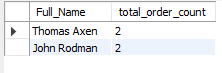 Full_Name total_order_count
Thomas Axen 2
John Rodman 2